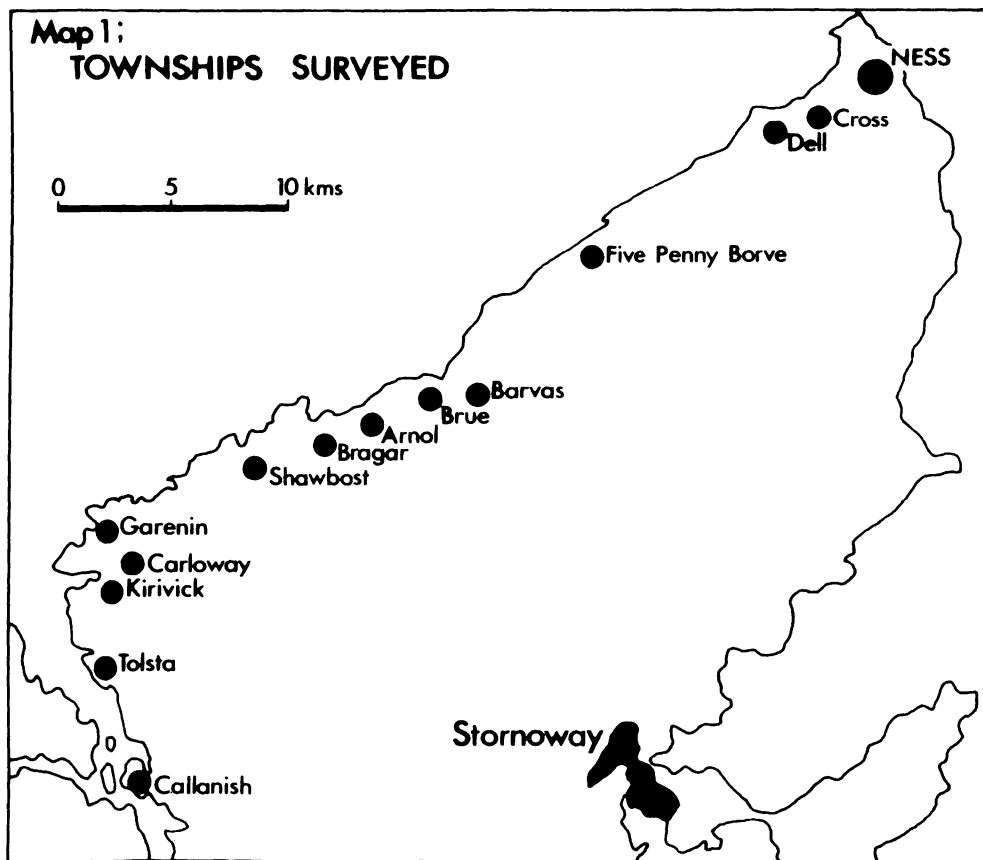 Map 1:
TOWNSHIPS SURVEYED
NESS
Cross
Dell
0 5 10 kms
Five Penny Borve
Barvas
Brue
Arnol
Bragar
Shawbost
Garenin
Carloway
Kirivick
Tolsta
Stornoway
Callanish